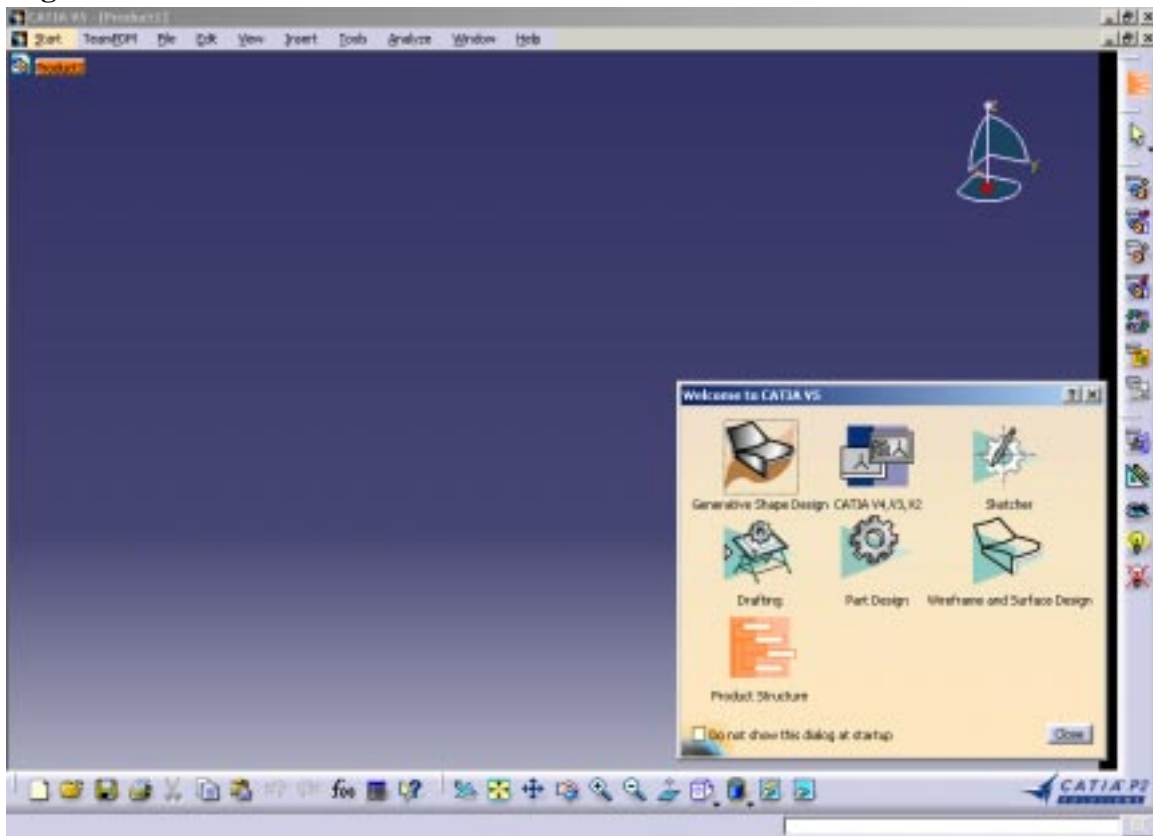 CATIA V5 - [Product1]
Start TeamPDM File Edit View Insert Tools Analyze Window Help
Product1
Welcome to CATIA V5
Generative Shape Design CATIA V4,V3,V2 Sketcher
Drafting Part Design Wireframe and Surface Design
Product Structure
Do not show this dialog at startup
Close
f(x)
CATIA P2
SOLUTIONS